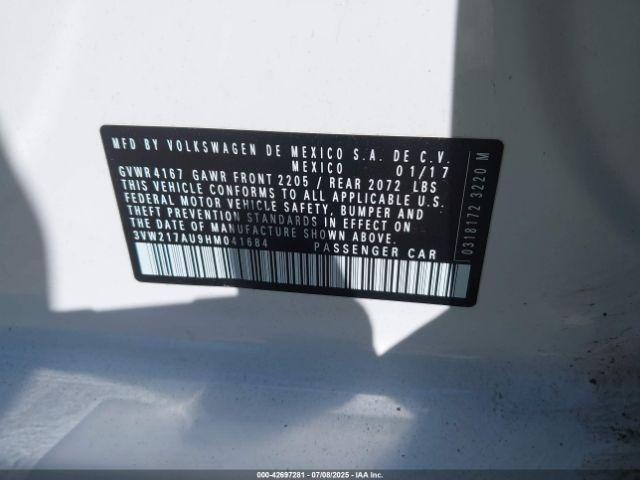 MFD BY VOLKSWAGEN DE MEXICO S.A. DE C.V.
MEXICO 01/17
GVWR4167 GAWR FRONT 2205 / REAR 2072 LBS
THIS VEHICLE CONFORMS TO ALL APPLICABLE U.S.
FEDERAL MOTOR VEHICLE SAFETY, BUMPER AND
THEFT PREVENTION STANDARDS IN EFFECT ON
THE DATE OF MANUFACTURE SHOWN ABOVE.
3VW217AU9HM041684 PASSENGER CAR
0318172 3220 M
000-42697281 - 07/08/2025 - IAAI Inc.